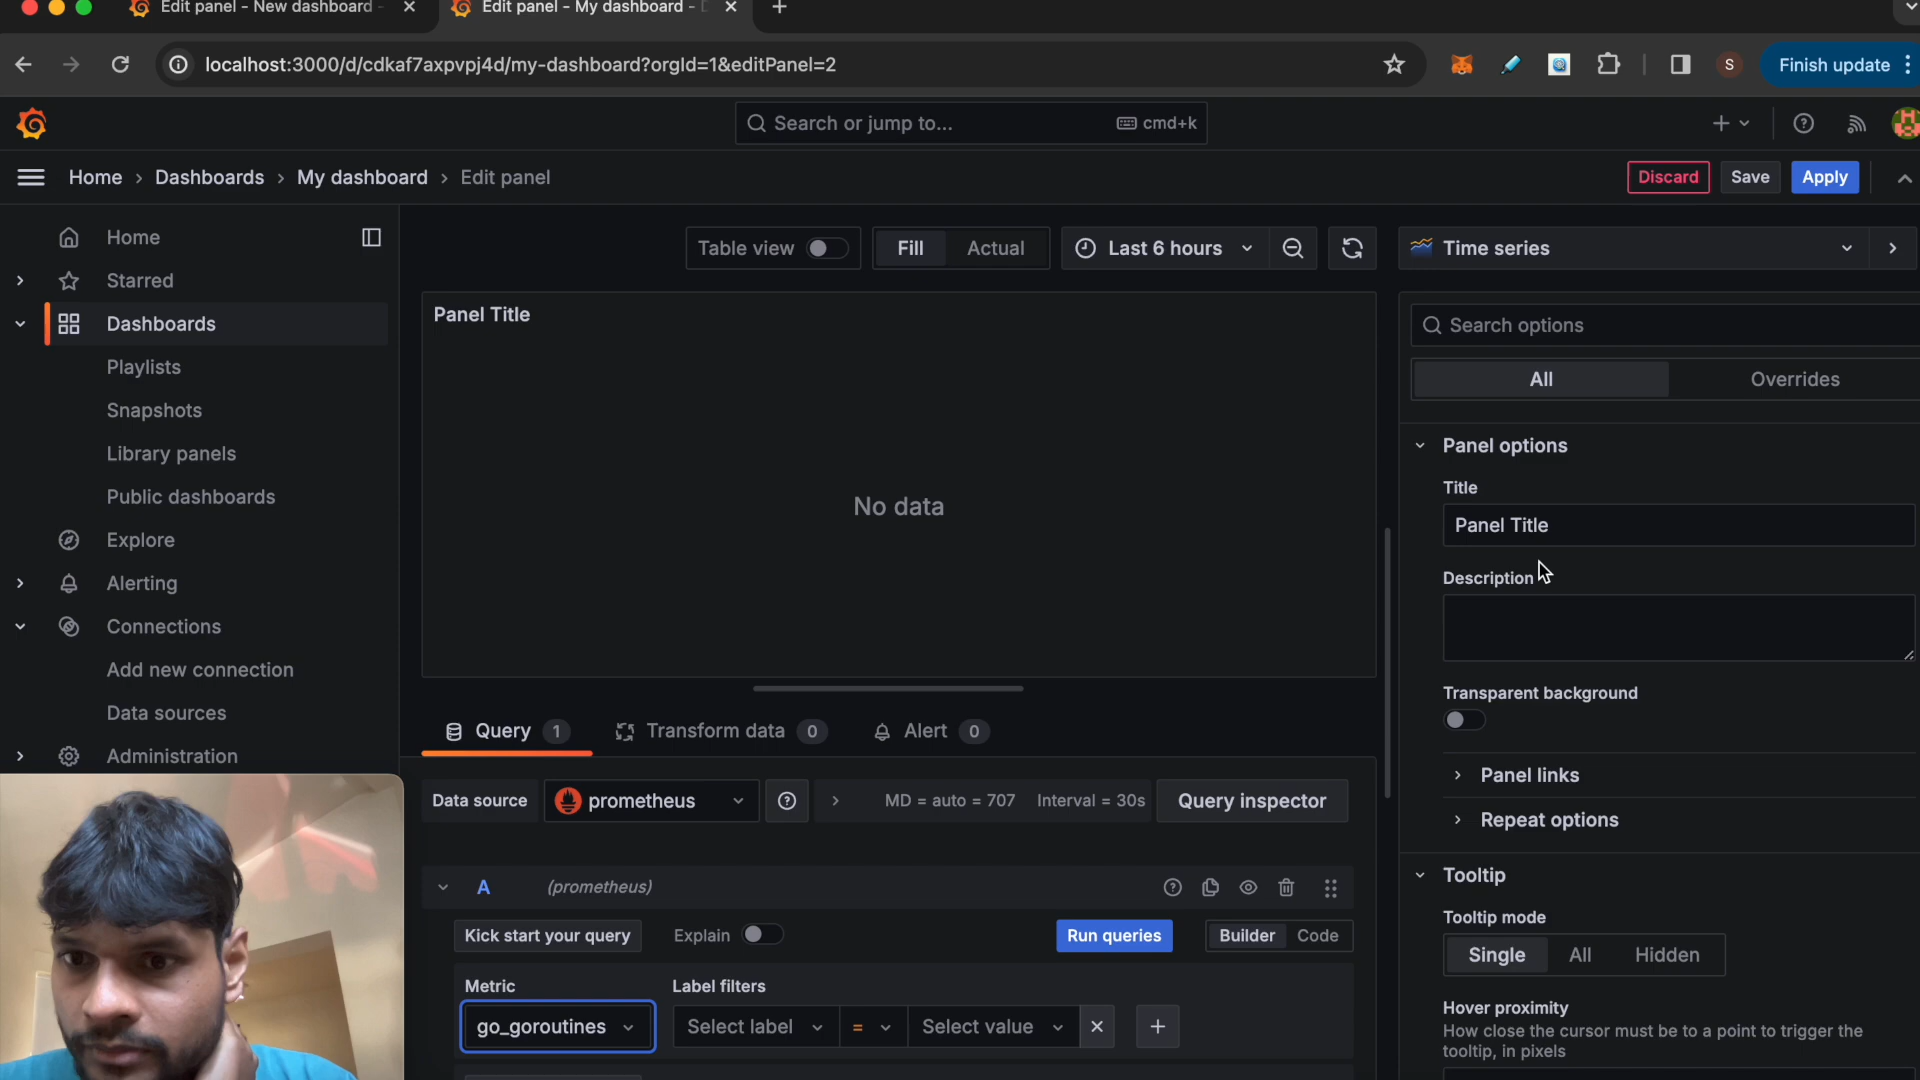 Edit panel - New dashboard -
Edit panel - My dashboard -
localhost:3000/d/cdkaf7axpvpj4d/my-dashboard?orgId=1&editPanel=2
S
Finish update
Search or jump to...
cmd+k
Home
Dashboards
My dashboard
Edit panel
Discard
Save
Apply
Home
Starred
Dashboards
Playlists
Snapshots
Library panels
Public dashboards
Explore
Alerting
Connections
Add new connection
Data sources
Administration
Table view
Fill
Actual
Last 6 hours
Time series
Panel Title
No data
Search options
All
Overrides
Panel options
Title
Panel Title
Description
Transparent background
Panel links
Repeat options
Tooltip
Tooltip mode
Single
All
Hidden
Hover proximity
How close the cursor must be to a point to trigger the
tooltip, in pixels
Query 1
Transform data 0
Alert 0
Data source
prometheus
MD = auto = 707
Interval = 30s
Query inspector
A
(prometheus)
Kick start your query
Explain
Run queries
Builder
Code
Metric
Label filters
go_goroutines
Select label
=
Select value